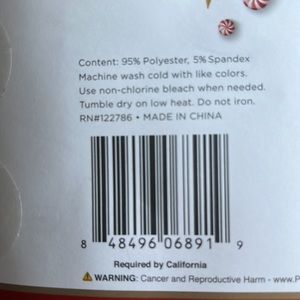 Content: 95% Polyester, 5% Spandex
Machine wash cold with like colors.
Use non-chlorine bleach when needed.
Tumble dry on low heat. Do not iron.
RN#122786 • MADE IN CHINA
8 48496 06891 9
Required by California
⚠ WARNING: Cancer and Reproductive Harm - www.P